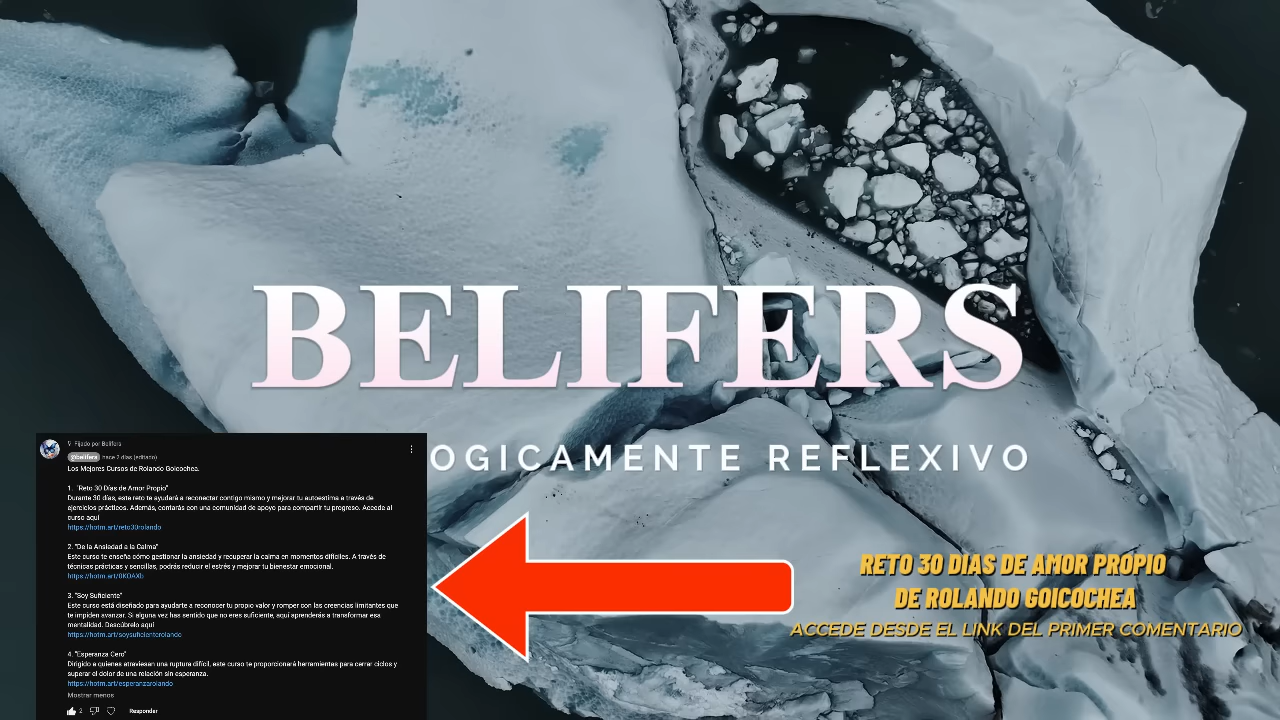 BELIFERS
OGICAMENTE REFLEXIVO
Fijado por Belifers
@belifers hace 2 días (editado)
Los Mejores Cursos de Rolando Goicochea.
1. "Reto 30 Días de Amor Propio"
Durante 30 días, este reto te ayudará a reconectar contigo mismo y mejorar tu autoestima a través de
ejercicios prácticos. Además, contarás con una comunidad de apoyo para compartir tu progreso. Accede al
curso aquí
https://hotm.art/reto30rolando
2. "De la Ansiedad a la Calma"
Este curso te enseña cómo gestionar la ansiedad y recuperar la calma en momentos difíciles. A través de
técnicas prácticas y sencillas, podrás reducir el estrés y mejorar tu bienestar emocional.
https://hotm.art/0KOAXb
3. "Soy Suficiente"
Este curso está diseñado para ayudarte a reconocer tu propio valor y romper con las creencias limitantes que
te impiden avanzar. Si alguna vez has sentido que no eres suficiente, aquí aprenderás a transformar esa
mentalidad. Descúbrelo aquí
https://hotm.art/soysuficienterolando
4. "Esperanza Cero"
Dirigido a quienes atraviesan una ruptura difícil, este curso te proporcionará herramientas para cerrar ciclos y
superar el dolor de una relación sin esperanza.
https://hotm.art/esperanzarolando
Mostrar menos
2 Responder
RETO 30 DIAS DE AMOR PROPIO
DE ROLANDO GOICOCHEA
ACCEDE DESDE EL LINK DEL PRIMER COMENTARIO